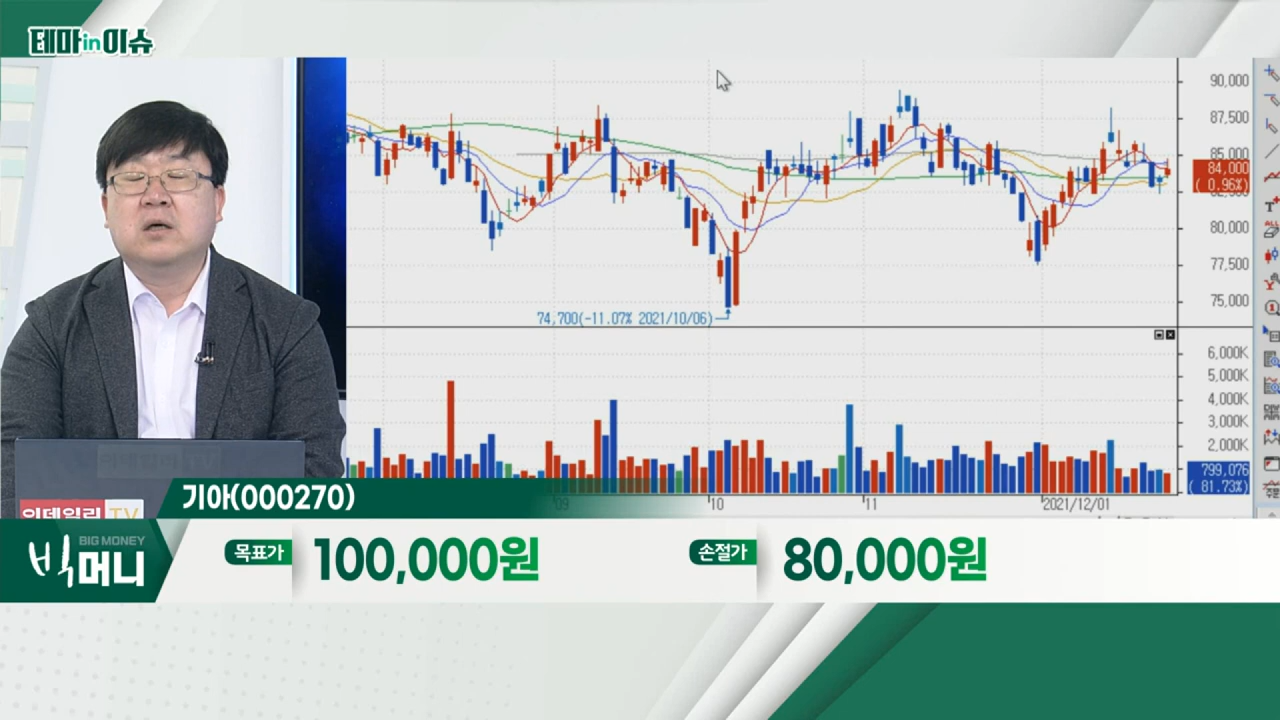 테마in이슈
90,000
87,500
85,000
84,000
( 0.96%)
80,000
77,500
75,000
74,700(-11.07% 2021/10/06)
6,000K
5,000K
4,000K
3,000K
2,000K
799,076
( 81.73%)
09
10
11
2021/12/01
이데일리 TV
기아(000270)
BIG MONEY
빅머니
목표가
100,000원
손절가
80,000원